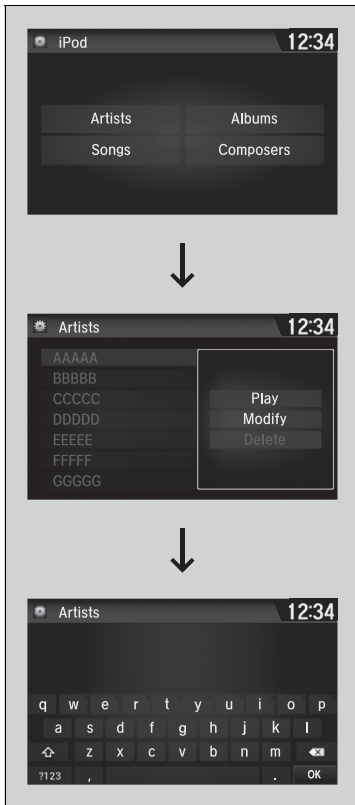 iPod 12:34
Artists Albums
Songs Composers
Artists 12:34
AAAAA
BBBBB
CCCCC Play
DDDDD Modify
EEEEE Delete
FFFFF
GGGGG
Artists 12:34
q w e r t y u i o p
a s d f g h j k l
z x c v b n m
?123 , . OK